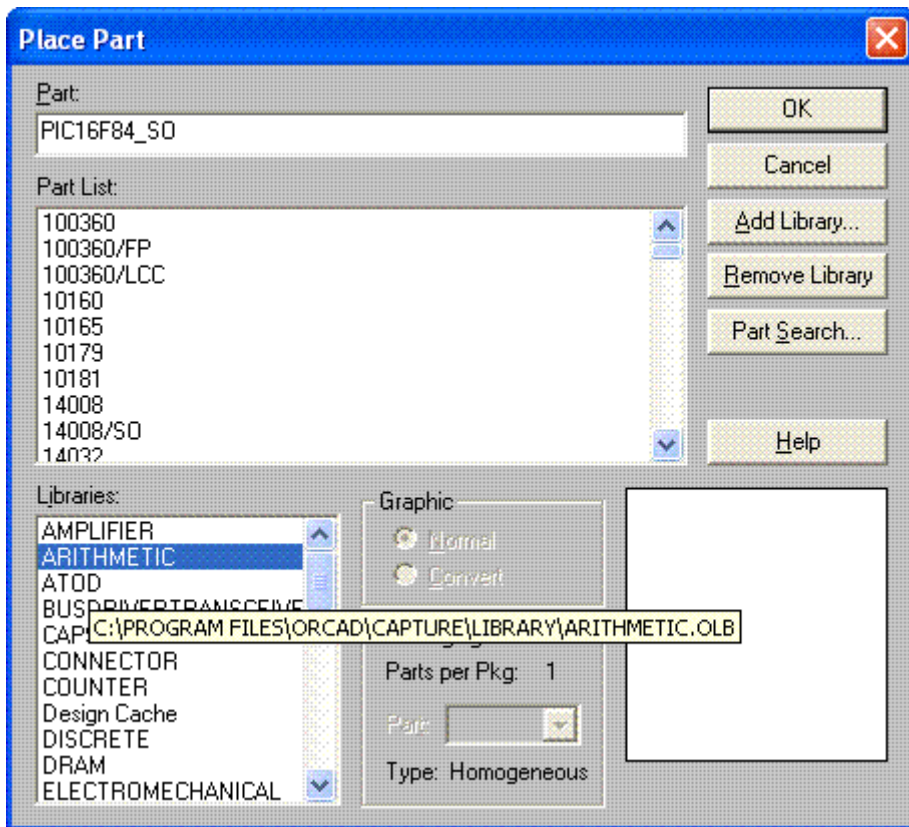 Place Part
Part:
PIC16F84_SO
OK
Cancel
Part List:
100360
100360/FP
100360/LCC
10160
10165
10179
10181
14008
14008/SO
14032
Add Library...
Remove Library
Part Search...
Help
Libraries:
AMPLIFIER
ARITHMETIC
ATOD
BUSDRIVERTRANSCEIVE
C:\PROGRAM FILES\ORCAD\CAPTURE\LIBRARY\ARITHMETIC.OLB
CONNECTOR
COUNTER
Design Cache
DISCRETE
DRAM
ELECTROMECHANICAL
Graphic
Normal
Convert
Parts per Pkg: 1
Part:
Type: Homogeneous